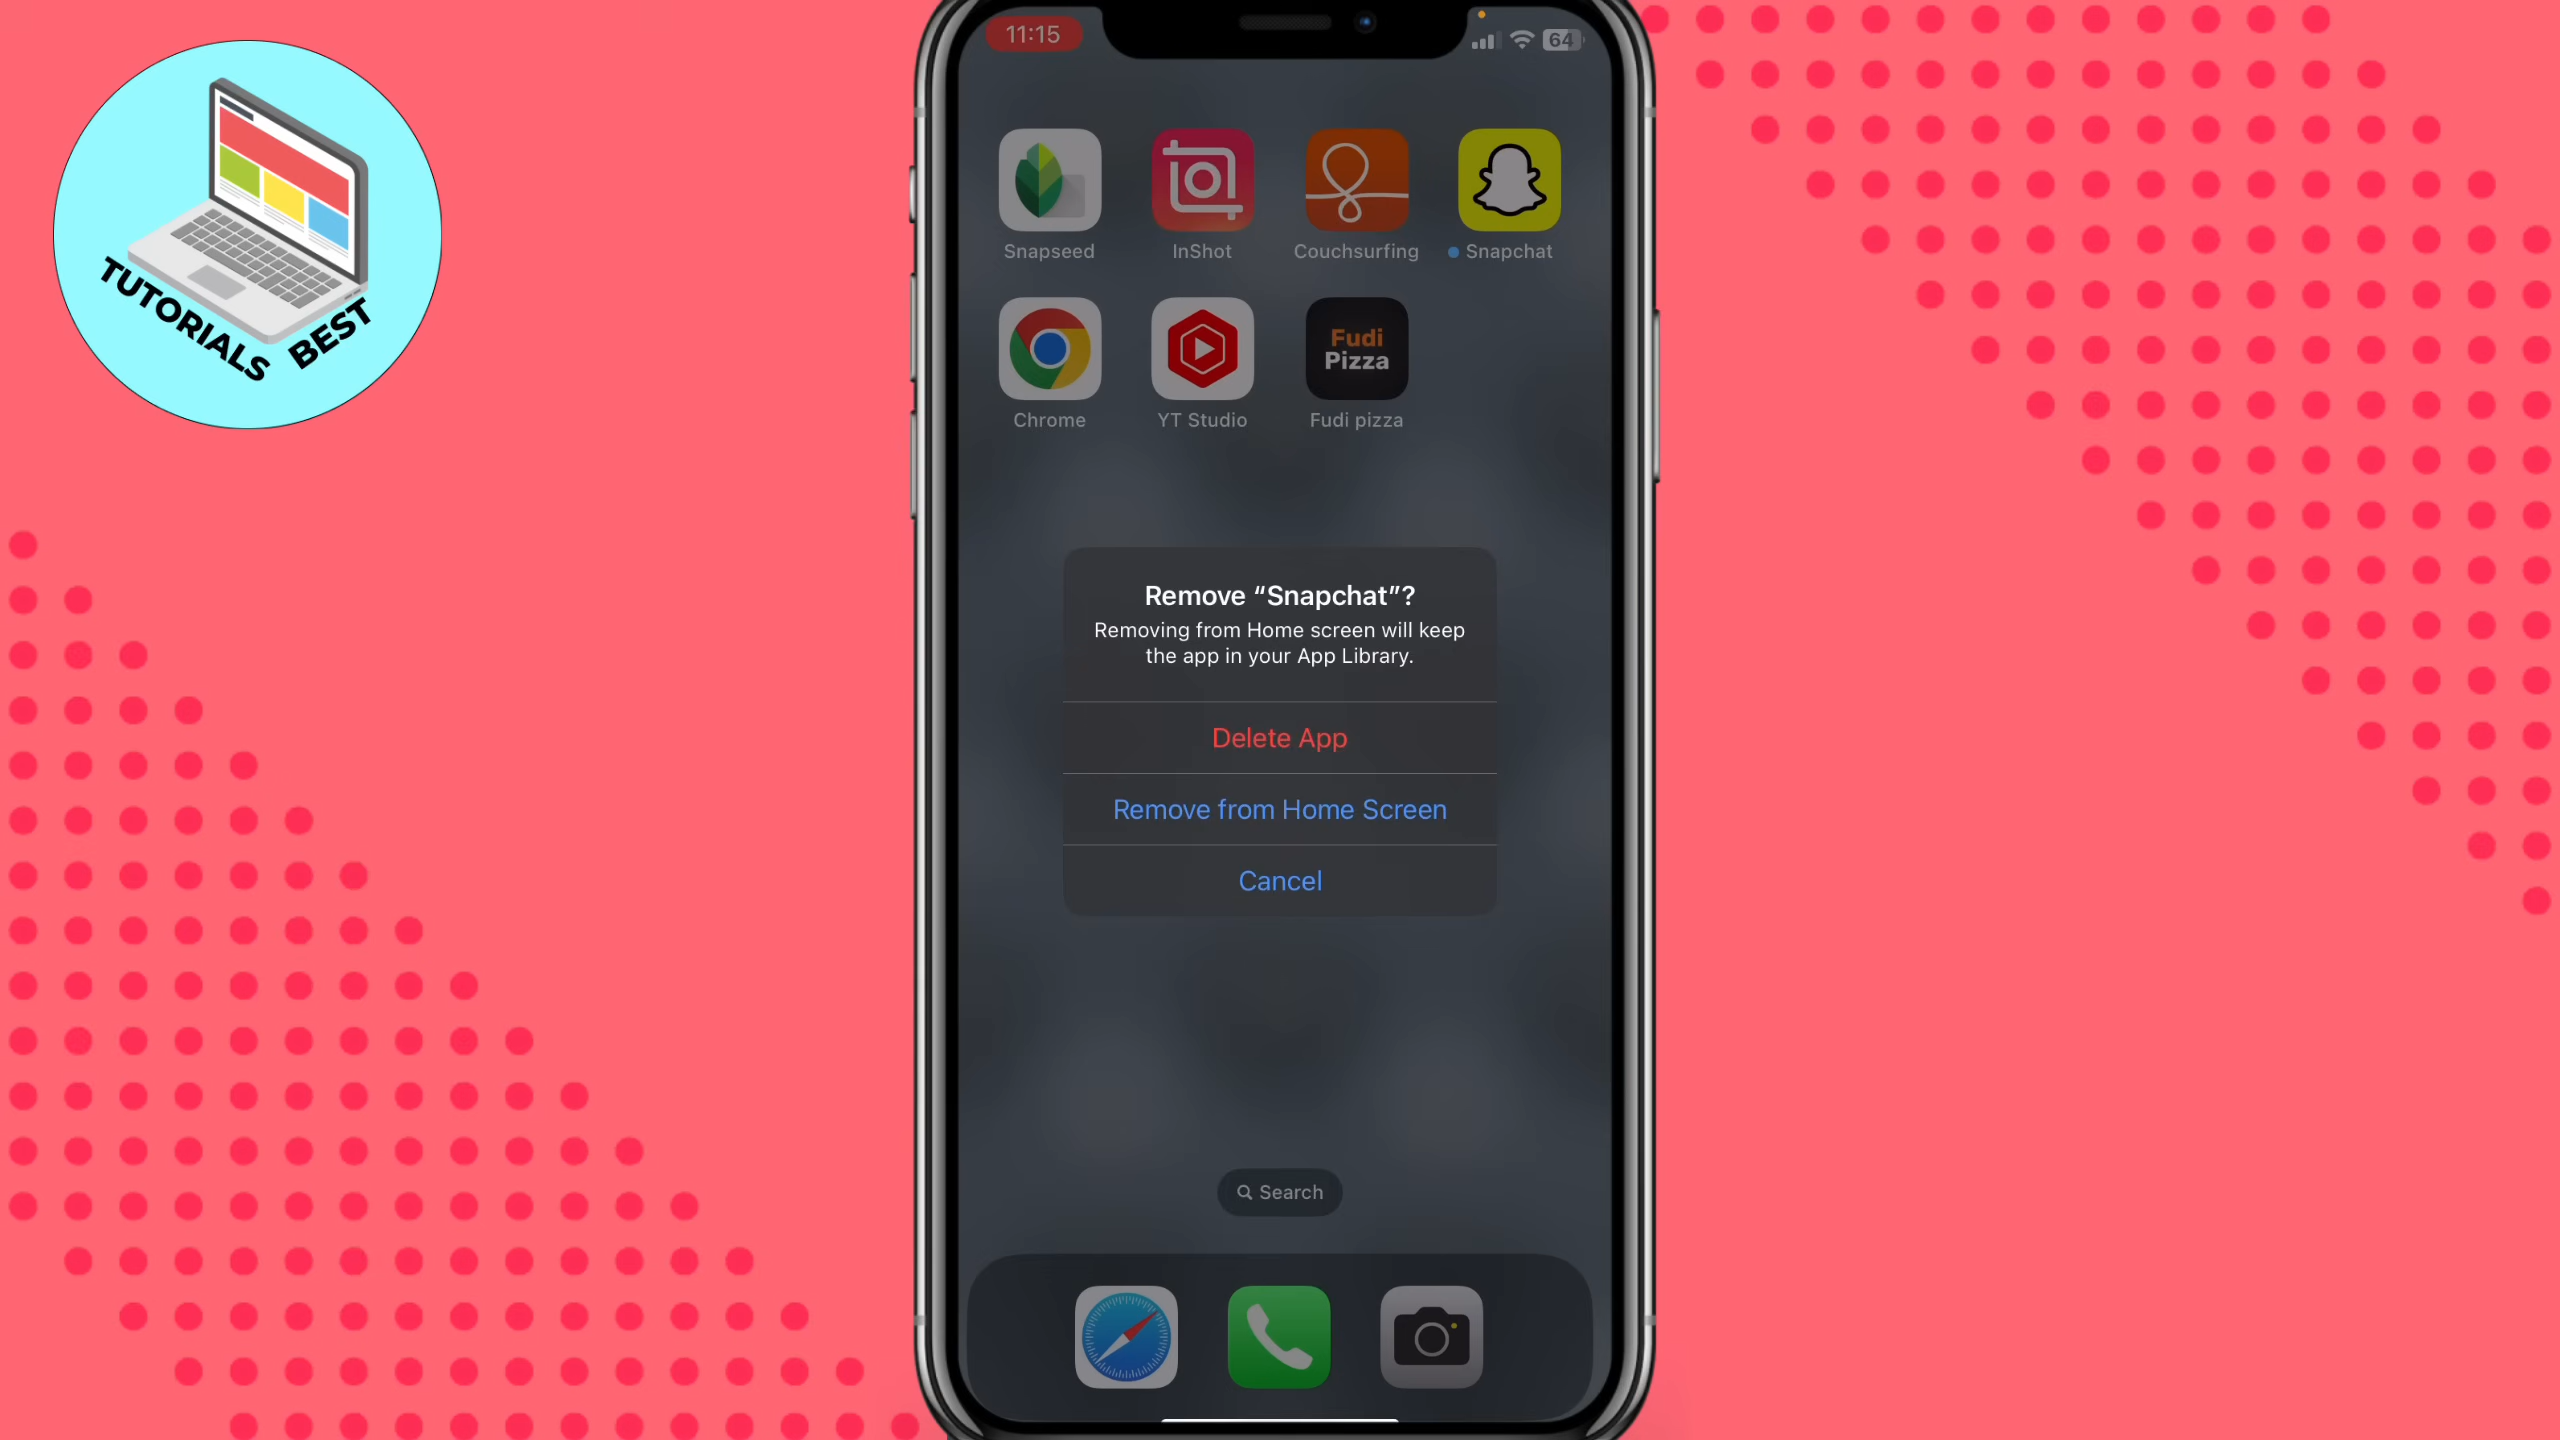 TUTORIALS BEST
11:15
64
Snapseed
InShot
Couchsurfing
Snapchat
Fudi
Pizza
Chrome
YT Studio
Fudi pizza
Remove “Snapchat”?
Removing from Home screen will keep
the app in your App Library.
Delete App
Remove from Home Screen
Cancel
Search